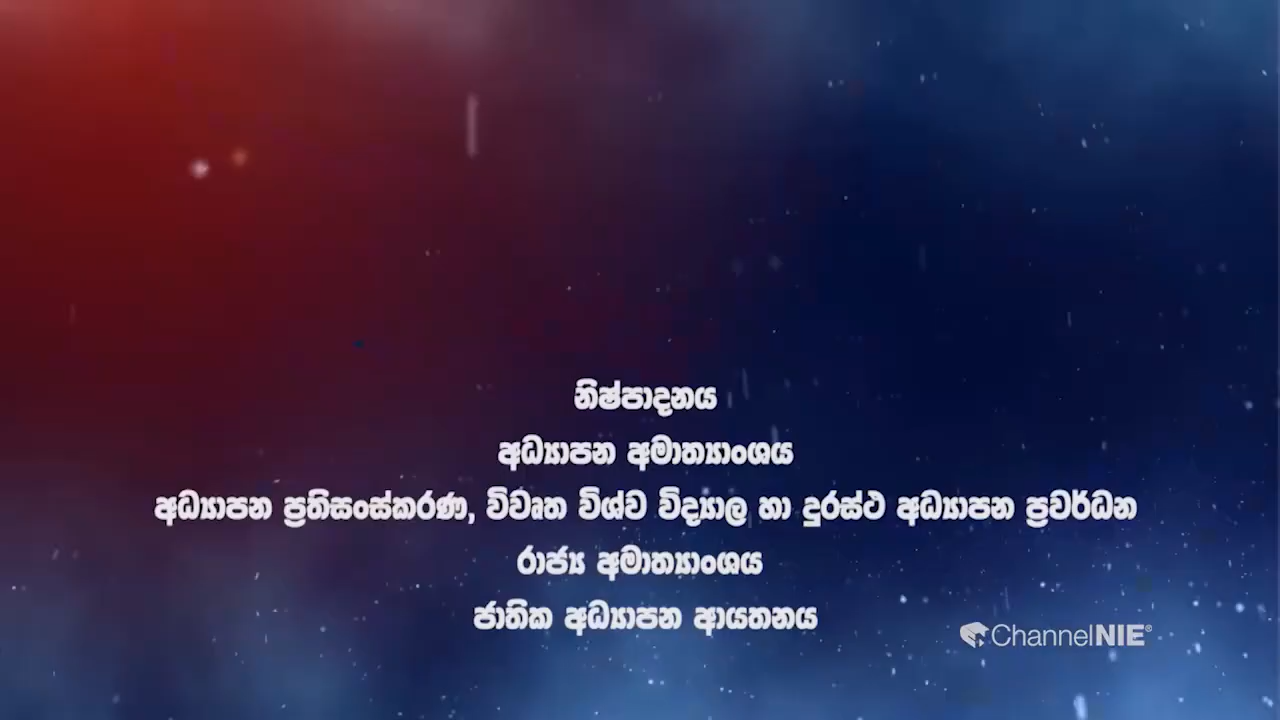 නිෂ්පාදනය
අධ්‍යාපන අමාත්‍යාංශය
අධ්‍යාපන ප්‍රතිසංස්කරණ, විවෘත විශ්ව විද්‍යාල හා දුරස්ථ අධ්‍යාපන ප්‍රවර්ධන
රාජ්‍ය අමාත්‍යාංශය
ජාතික අධ්‍යාපන ආයතනය
ChannelNIE®